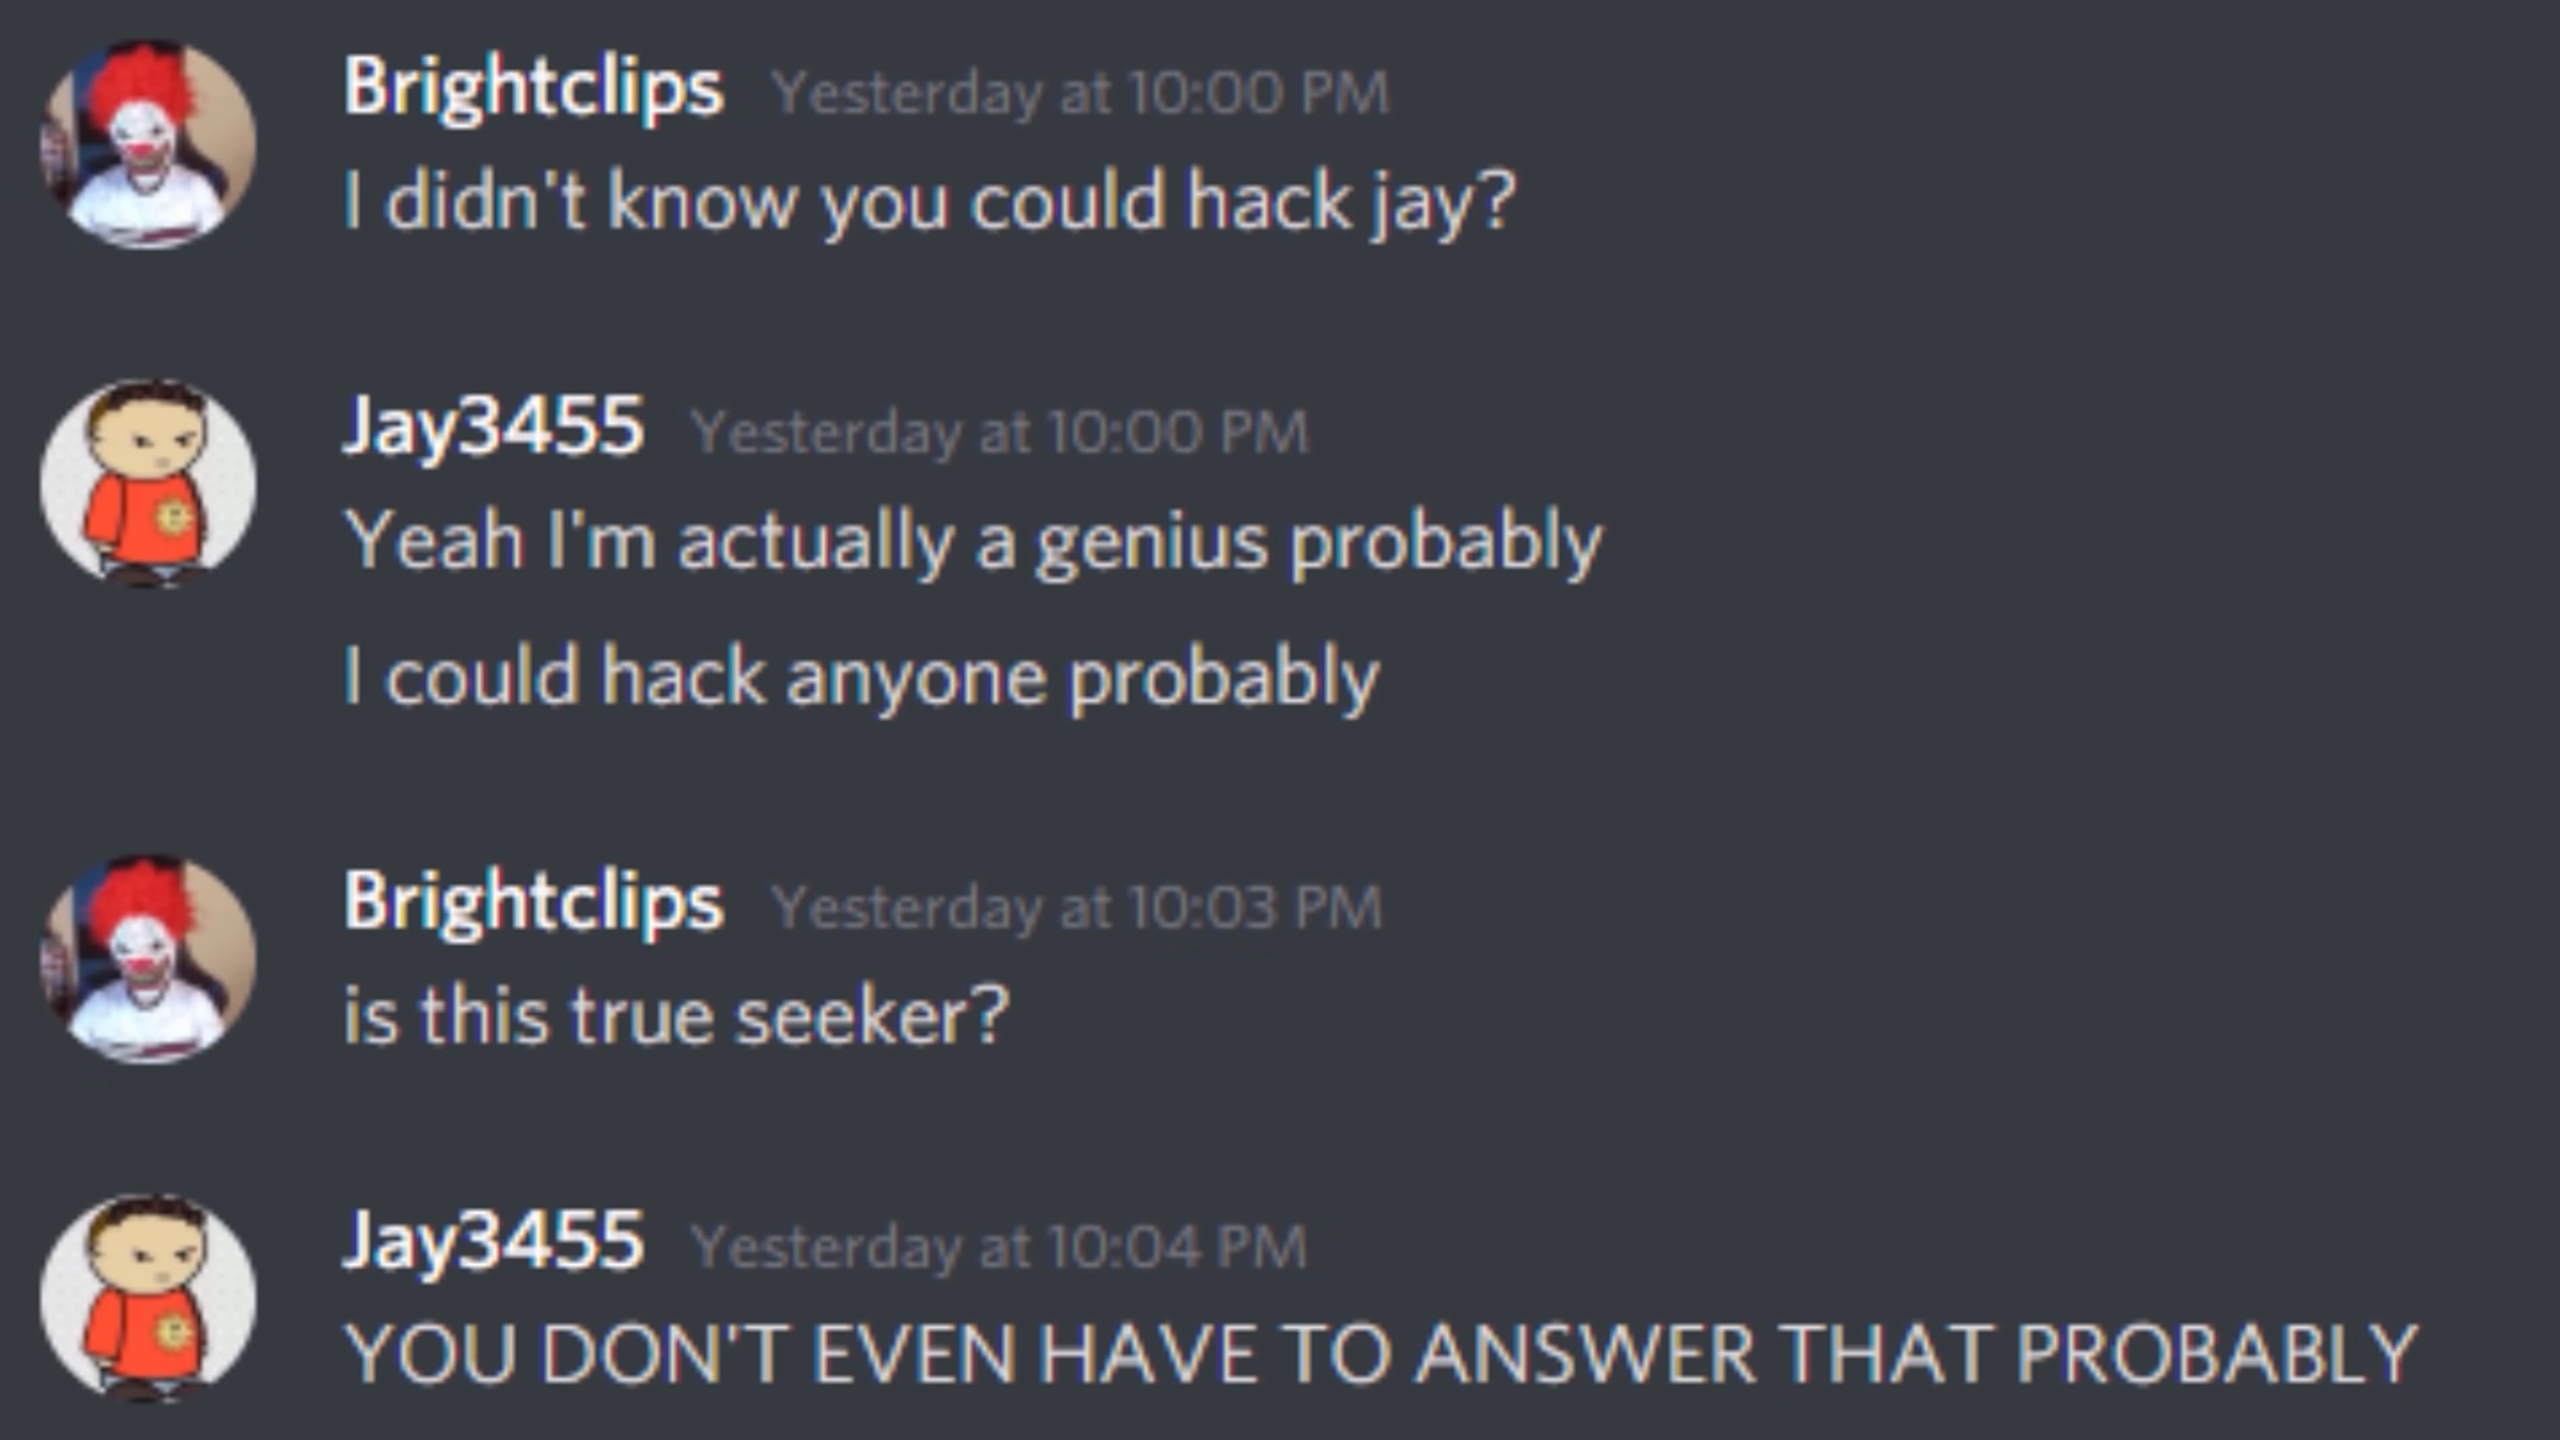 Brightclips Yesterday at 10:00 PM
I didn't know you could hack jay?
Jay3455 Yesterday at 10:00 PM
Yeah I'm actually a genius probably
I could hack anyone probably
Brightclips Yesterday at 10:03 PM
is this true seeker?
Jay3455 Yesterday at 10:04 PM
YOU DON'T EVEN HAVE TO ANSWER THAT PROBABLY